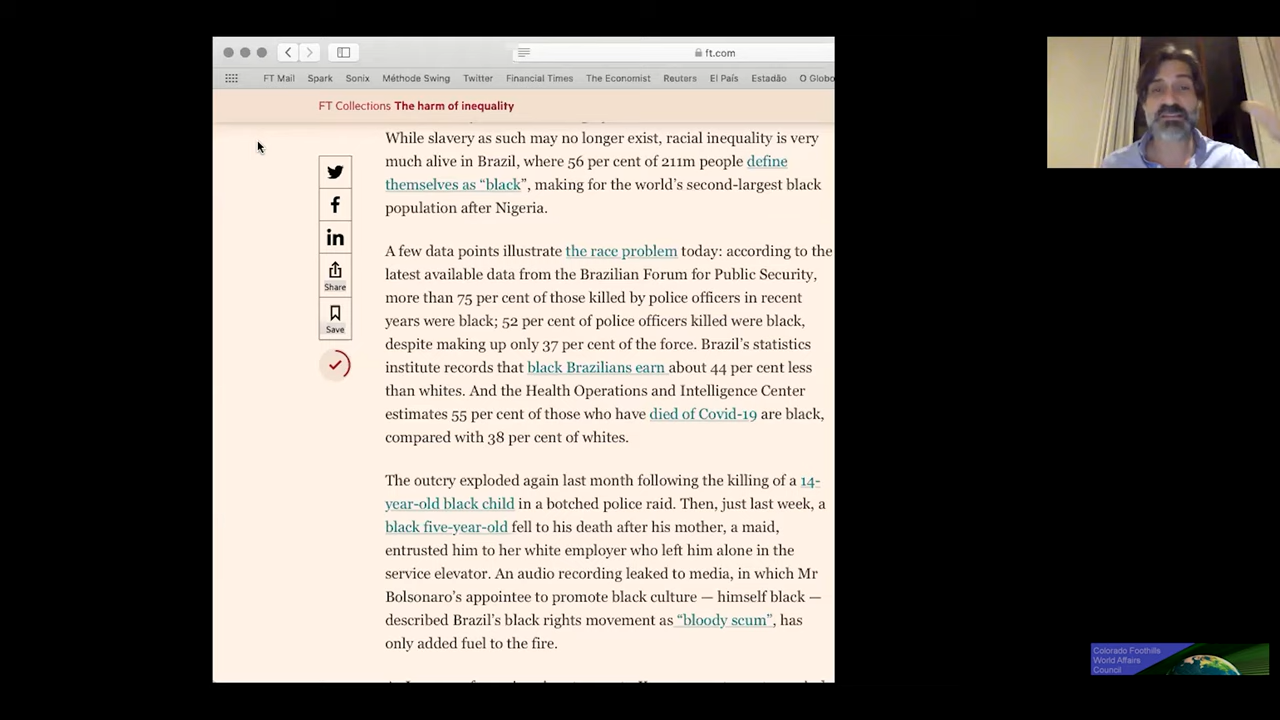 ft.com
FT Mail Spark Sonix Méthode Swing Twitter Financial Times The Economist Reuters El País Estadão O Globo
FT Collections The harm of inequality
While slavery as such may no longer exist, racial inequality is very
much alive in Brazil, where 56 per cent of 211m people define
themselves as “black”, making for the world’s second-largest black
population after Nigeria.
A few data points illustrate the race problem today: according to the
latest available data from the Brazilian Forum for Public Security,
more than 75 per cent of those killed by police officers in recent
years were black; 52 per cent of police officers killed were black,
despite making up only 37 per cent of the force. Brazil’s statistics
institute records that black Brazilians earn about 44 per cent less
than whites. And the Health Operations and Intelligence Center
estimates 55 per cent of those who have died of Covid-19 are black,
compared with 38 per cent of whites.
The outcry exploded again last month following the killing of a 14-
year-old black child in a botched police raid. Then, just last week, a
black five-year-old fell to his death after his mother, a maid,
entrusted him to her white employer who left him alone in the
service elevator. An audio recording leaked to media, in which Mr
Bolsonaro’s appointee to promote black culture — himself black —
described Brazil’s black rights movement as “bloody scum”, has
only added fuel to the fire.
Share
Save
Colorado Foothills
World Affairs
Council